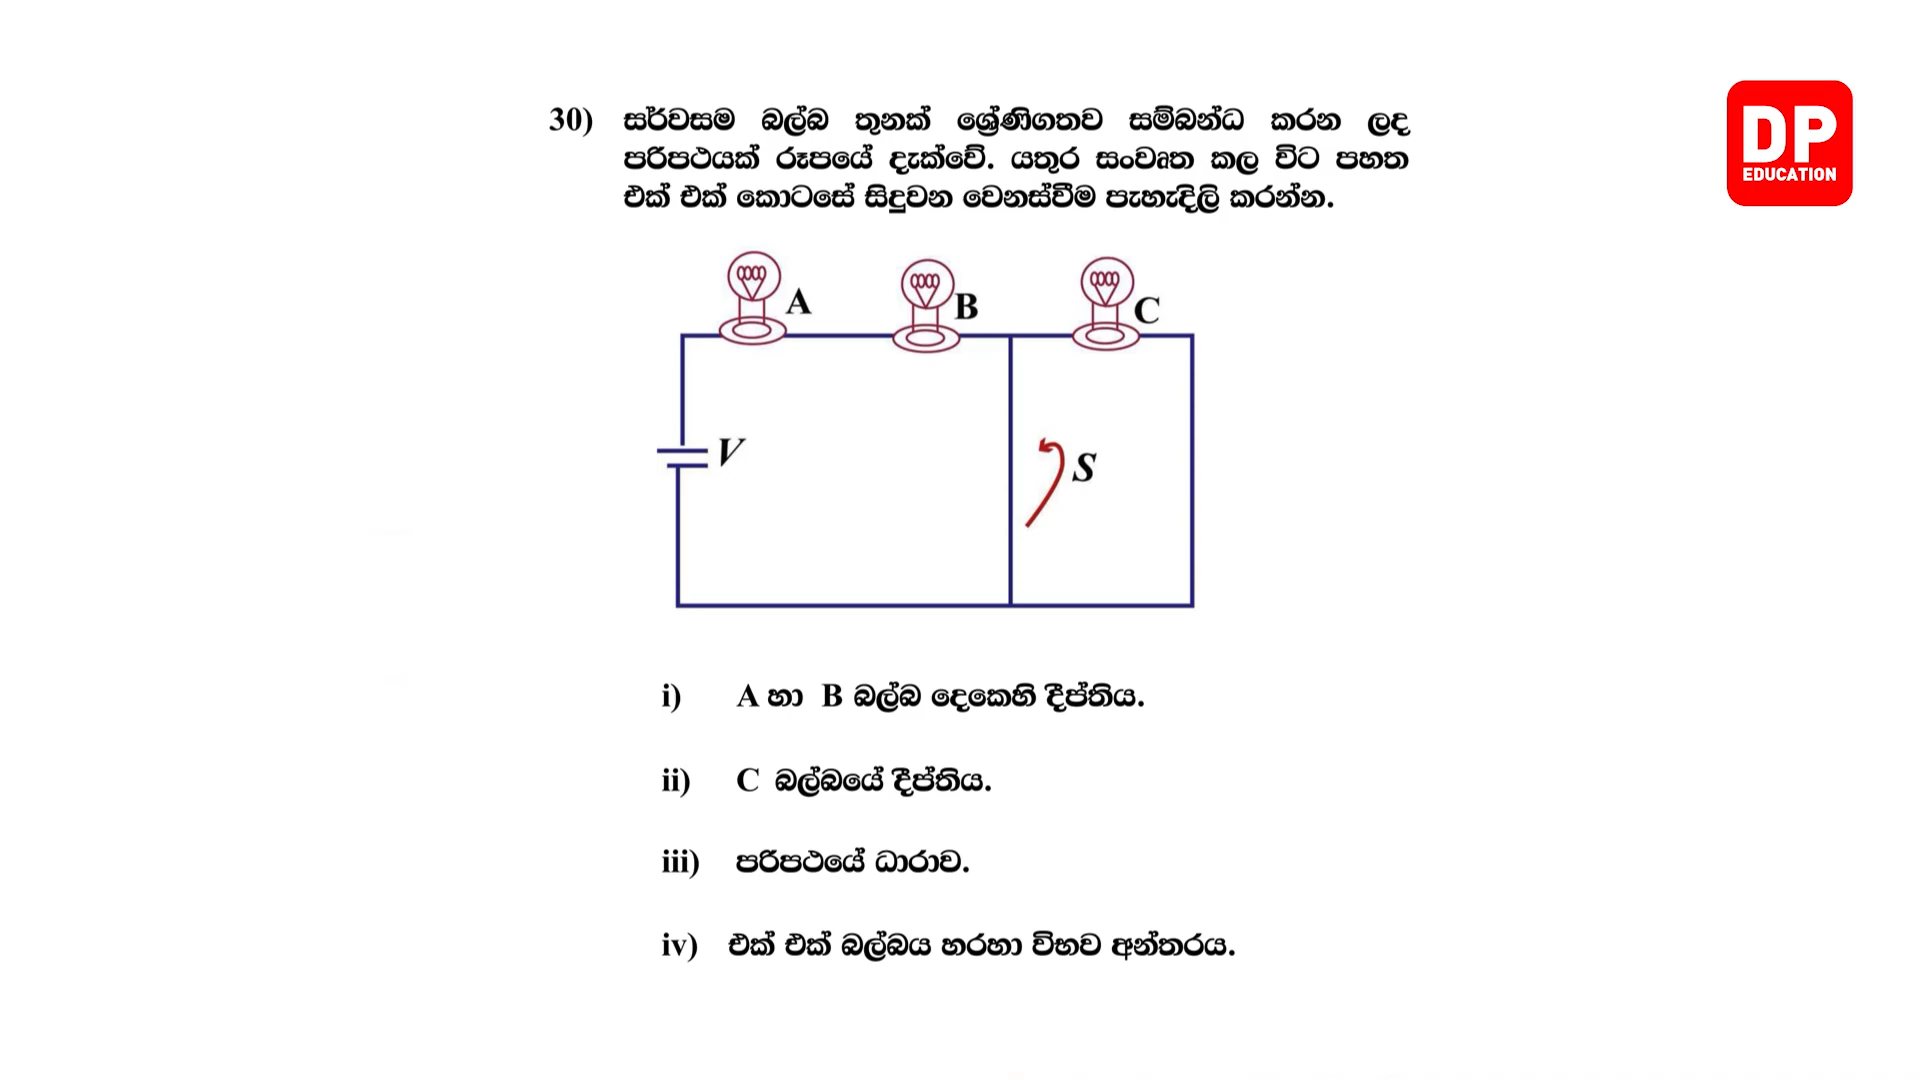 30) සර්වසම බල්බ තුනක් ශ්‍රේණිගතව සම්බන්ධ කරන ලද
පරිපථයක් රූපයේ දැක්වේ. යතුර සංවෘත කල විට පහත
එක් එක් කොටසේ සිදුවන වෙනස්වීම පැහැදිලි කරන්න.
DP
EDUCATION
A
B
C
V
S
i) A හා B බල්බ දෙකෙහි දීප්තිය.
ii) C බල්බයේ දීප්තිය.
iii) පරිපථයේ ධාරාව.
iv) එක් එක් බල්බය හරහා විභව අන්තරය.